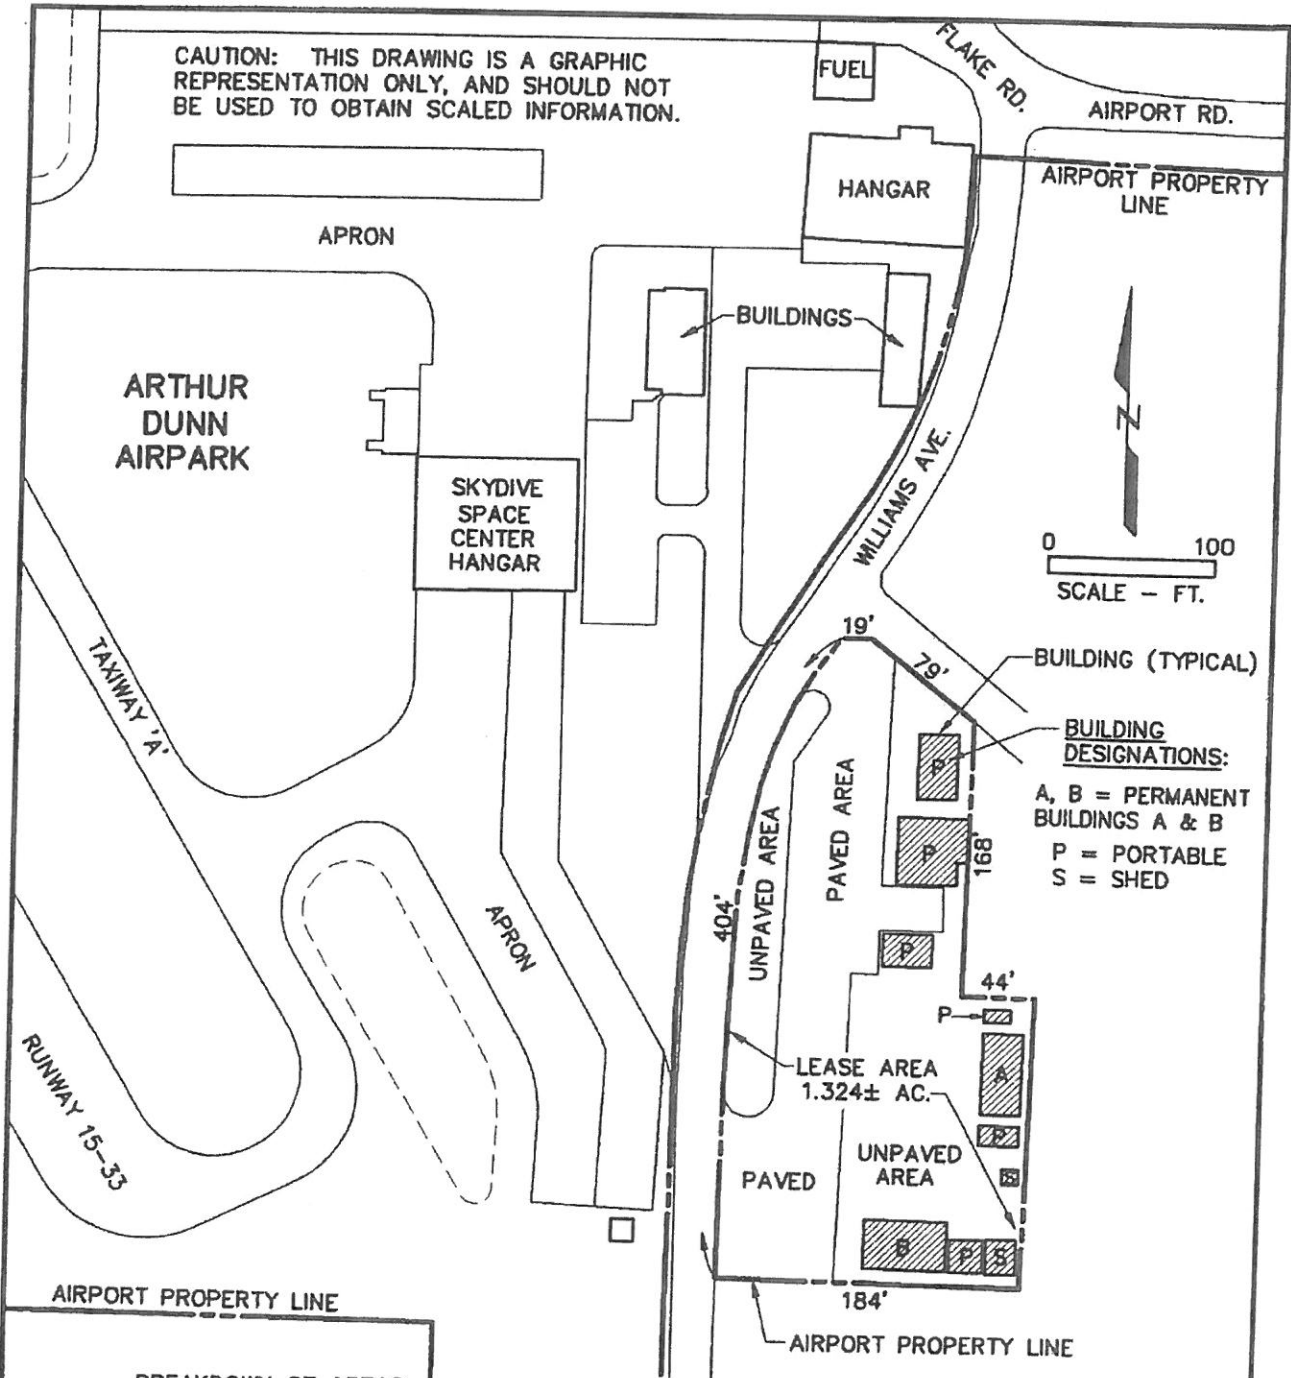 CAUTION: THIS DRAWING IS A GRAPHIC
REPRESENTATION ONLY, AND SHOULD NOT
BE USED TO OBTAIN SCALED INFORMATION.
FUEL
FLAKE RD.
AIRPORT RD.
HANGAR
AIRPORT PROPERTY
LINE
APRON
BUILDINGS
ARTHUR
DUNN
AIRPARK
N
SKYDIVE
SPACE
CENTER
HANGAR
WILLIAMS AVE.
0 100
SCALE - FT.
TAXIWAY 'A'
19'
79'
BUILDING (TYPICAL)
BUILDING
DESIGNATIONS:
A, B = PERMANENT
BUILDINGS A & B
P = PORTABLE
S = SHED
P
P
168'
PAVED AREA
UNPAVED AREA
404'
P
APRON
44'
P
LEASE AREA
1.324± AC.
A
P
RUNWAY 15-33
UNPAVED
AREA
S
PAVED
B
P
S
184'
AIRPORT PROPERTY LINE
AIRPORT PROPERTY LINE